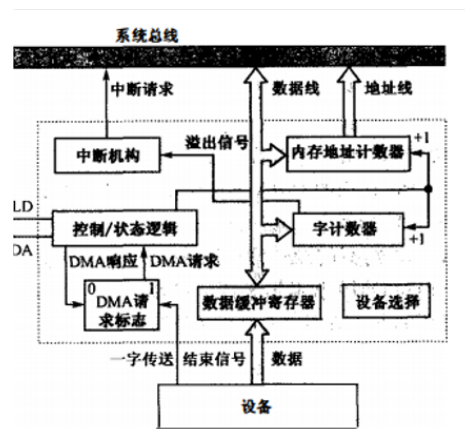 系统总线
中断请求
数据线
地址线
溢出信号
中断机构
内存地址计数器
+1
LD
控制/状态逻辑
字计数器
+1
DA
DMA响应
DMA请求
0
1
DMA请
求标志
数据缓冲寄存器
设备选择
一字传送
结束信号
数据
设备